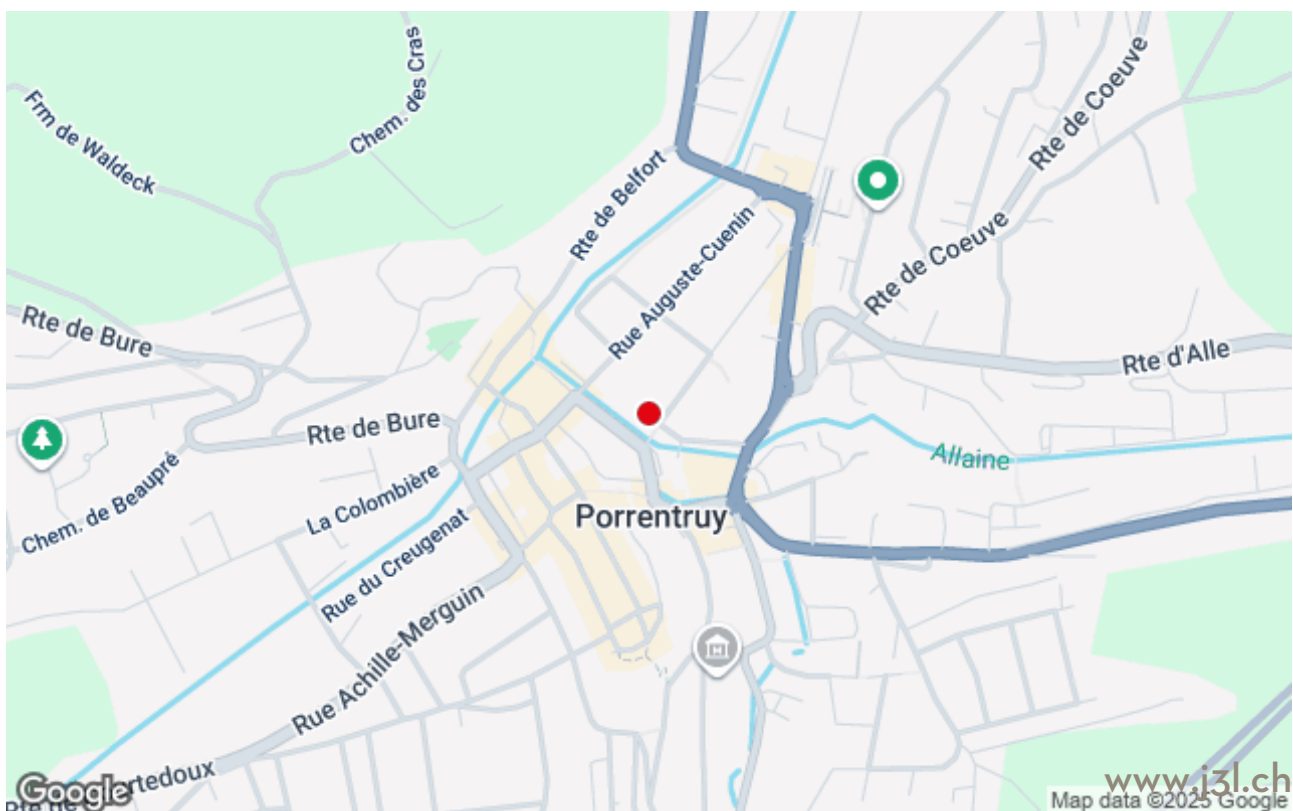 Chem. des Cras
Frm de Waldeck
Rte de Coeuve
Rte de Belfort
Rue Auguste-Cuenin
Rte de Coeuve
Rte de Bure
Rte d'Alle
Rte de Bure
Allaine
Chem. de Beaupré
La Colombière
Porrentruy
Rue du Creugenat
Rue Achille-Merguin
Google
www.j3l.ch
Map data ©2025 Google